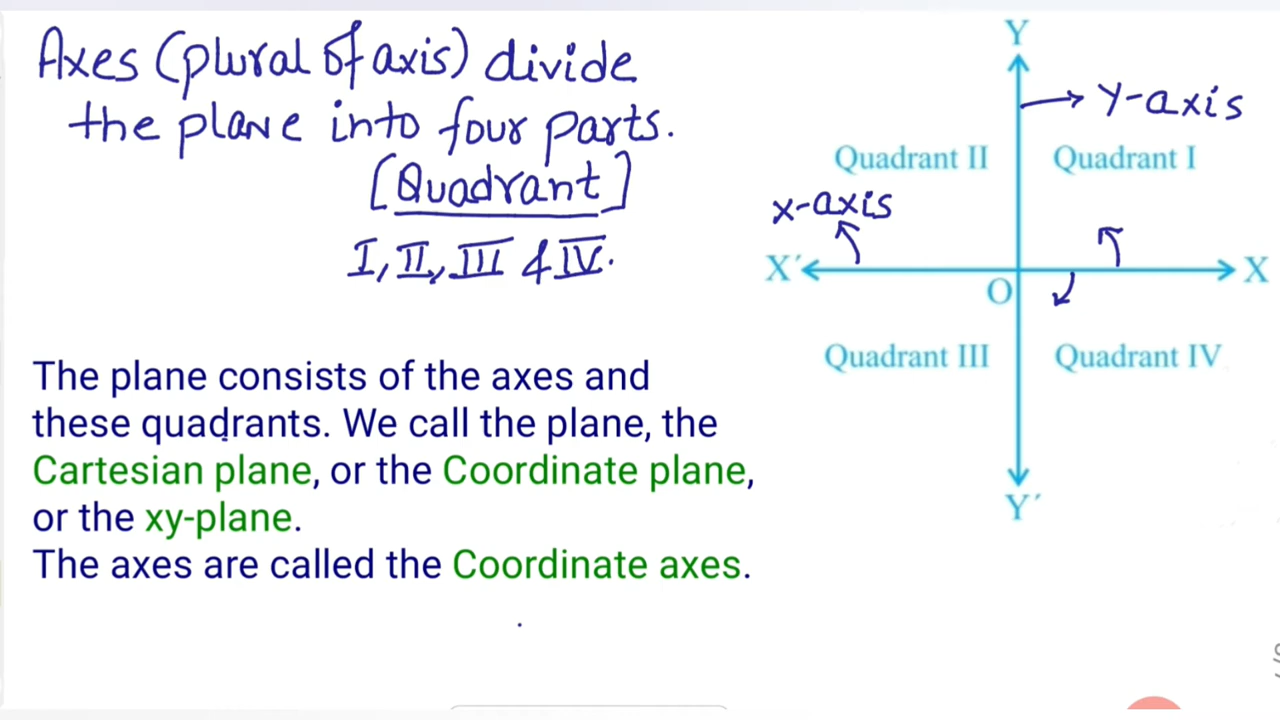 Axes (plural of axis) divide
the plane into four parts.
[Quadrant]
I, II, III & IV.
The plane consists of the axes and
these quadrants. We call the plane, the
Cartesian plane, or the Coordinate plane,
or the xy-plane.
The axes are called the Coordinate axes.
Y
Y-axis
Quadrant II
Quadrant I
x-axis
X′
X
O
Quadrant III
Quadrant IV
Y′